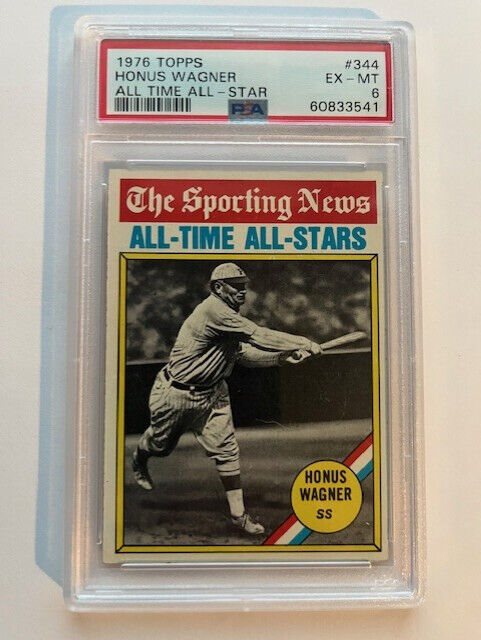 1976 TOPPS #344
HONUS WAGNER EX-MT
ALL TIME ALL-STAR 6
PSA 60833541
The Sporting News
ALL-TIME ALL-STARS
HONUS
WAGNER
SS